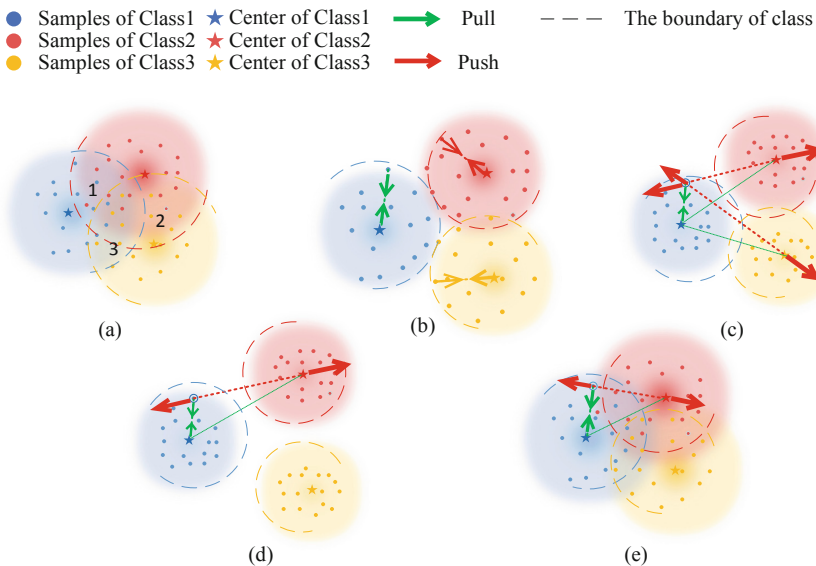 Samples of Class1 Center of Class1 Pull The boundary of class
Samples of Class2 Center of Class2
Samples of Class3 Center of Class3 Push
1
2
3
(a)
(b)
(c)
(d)
(e)